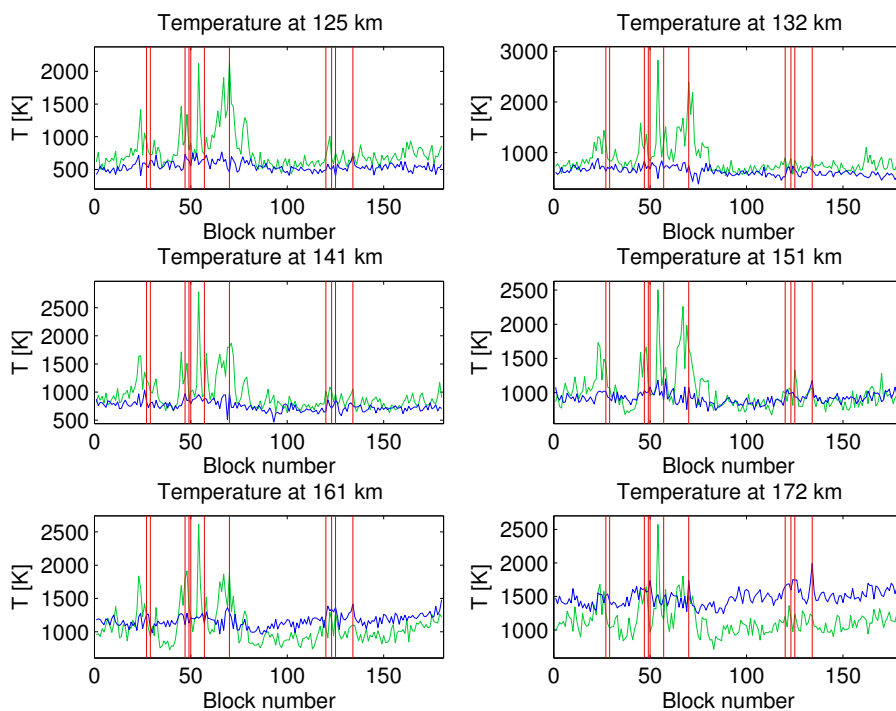 Temperature at 125 km
T [K]
2000
1500
1000
500
0
50
100
150
Block number
Temperature at 132 km
T [K]
3000
2000
1000
0
50
100
150
Block number
Temperature at 141 km
T [K]
2500
2000
1500
1000
500
0
50
100
150
Block number
Temperature at 151 km
T [K]
2500
2000
1500
1000
0
50
100
150
Block number
Temperature at 161 km
T [K]
2500
2000
1500
1000
0
50
100
150
Block number
Temperature at 172 km
T [K]
2500
2000
1500
1000
0
50
100
150
Block number